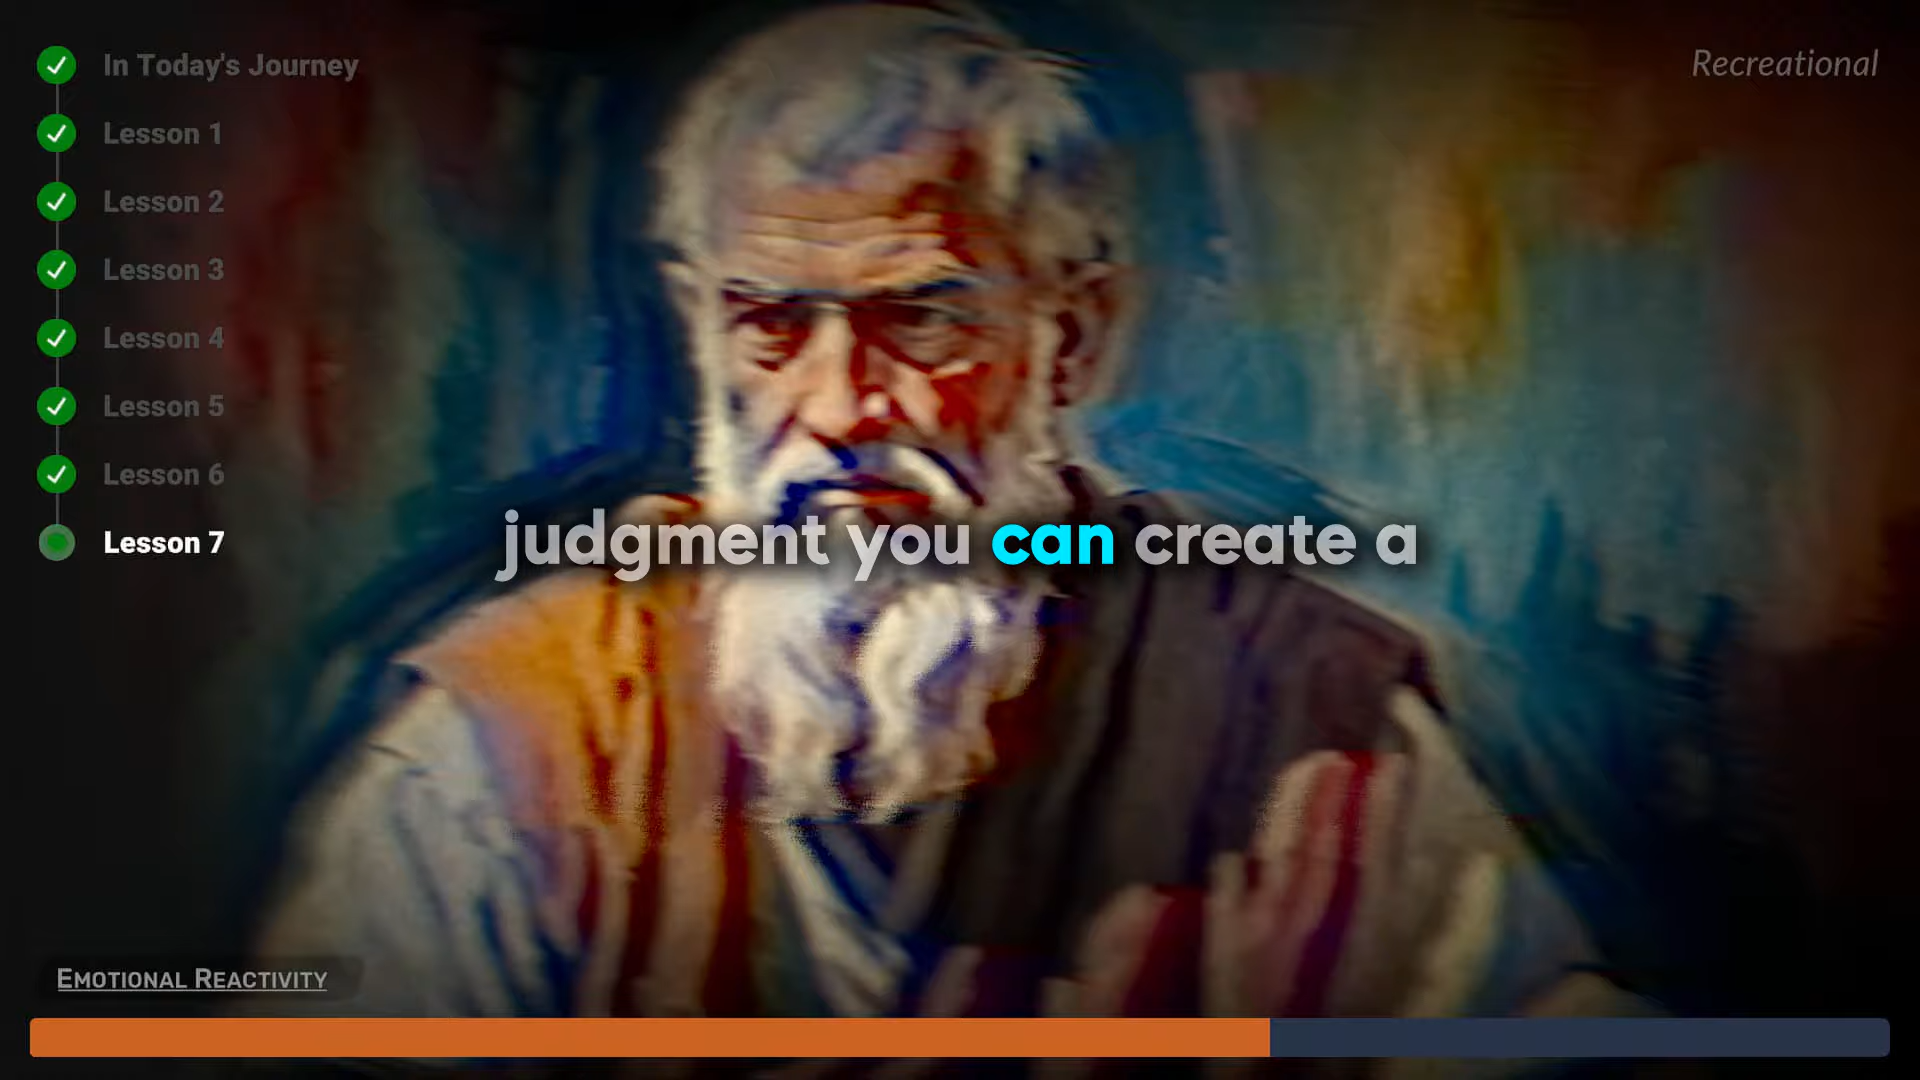 In Today's Journey
Recreational
Lesson 1
Lesson 2
Lesson 3
Lesson 4
Lesson 5
Lesson 6
Lesson 7
judgment you can create a
EMOTIONAL REACTIVITY